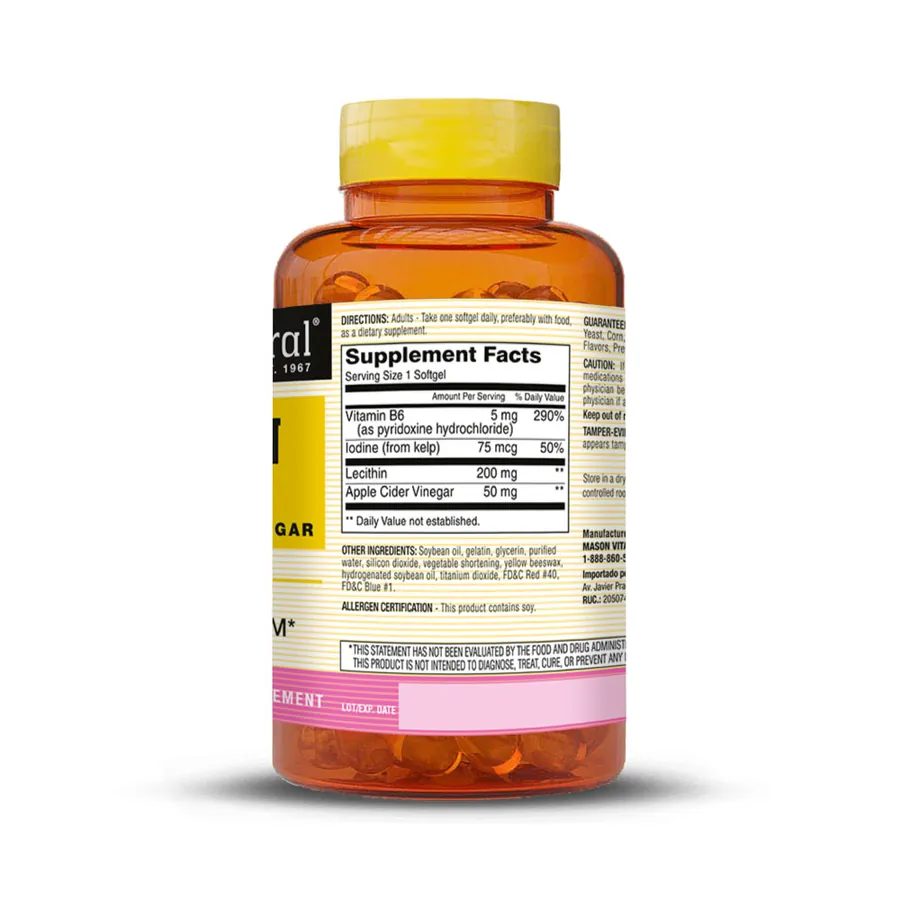 ral®
. 1967
T
GAR
M*
EMENT
DIRECTIONS: Adults - Take one softgel daily, preferably with food,
as a dietary supplement.
Supplement Facts
Serving Size 1 Softgel
Amount Per Serving % Daily Value
Vitamin B6 5 mg 290%
(as pyridoxine hydrochloride)
Iodine (from kelp) 75 mcg 50%
Lecithin 200 mg **
Apple Cider Vinegar 50 mg **
** Daily Value not established.
OTHER INGREDIENTS: Soybean oil, gelatin, glycerin, purified
water, silicon dioxide, vegetable shortening, yellow beeswax,
hydrogenated soybean oil, titanium dioxide, FD&C Red #40,
FD&C Blue #1.
ALLERGEN CERTIFICATION - This product contains soy.
*THIS STATEMENT HAS NOT BEEN EVALUATED BY THE FOOD AND DRUG ADMINIST
THIS PRODUCT IS NOT INTENDED TO DIAGNOSE, TREAT, CURE, OR PREVENT ANY
LOT/EXP. DATE
GUARANTEE
Yeast, Corn,
Flavors, Pre
CAUTION: I
medications
physician be
physician if a
Keep out of r
TAMPER-EVI
appears tamp
Store in a dry
controlled roo
Manufacture
MASON VITA
1-888-860-5
Importado po
Av. Javier Pra
RUC.: 20507